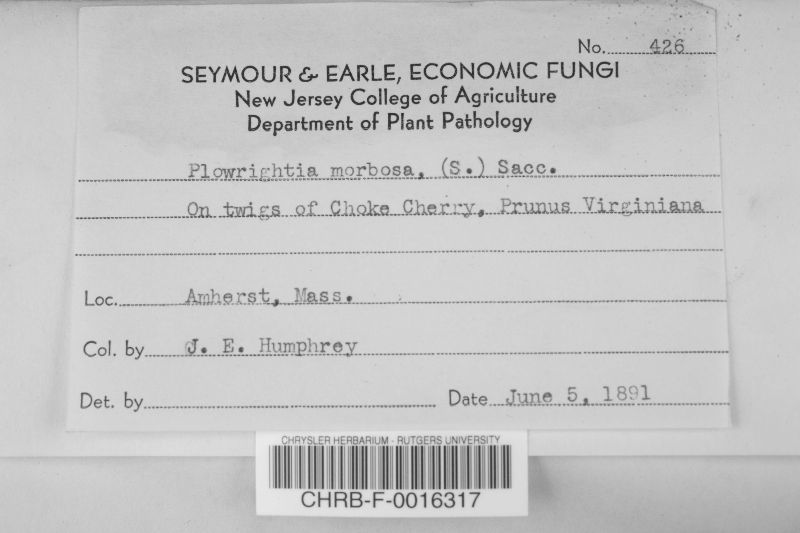 No. 426
SEYMOUR & EARLE, ECONOMIC FUNGI
New Jersey College of Agriculture
Department of Plant Pathology
Plowrightia morbosa, (S.) Sacc.
On twigs of Choke Cherry, Prunus Virginiana
Loc. Amherst, Mass.
Col. by J. E. Humphrey
Det. by Date June 5, 1891
CHRYSLER HERBARIUM - RUTGERS UNIVERSITY
CHRB-F-0016317